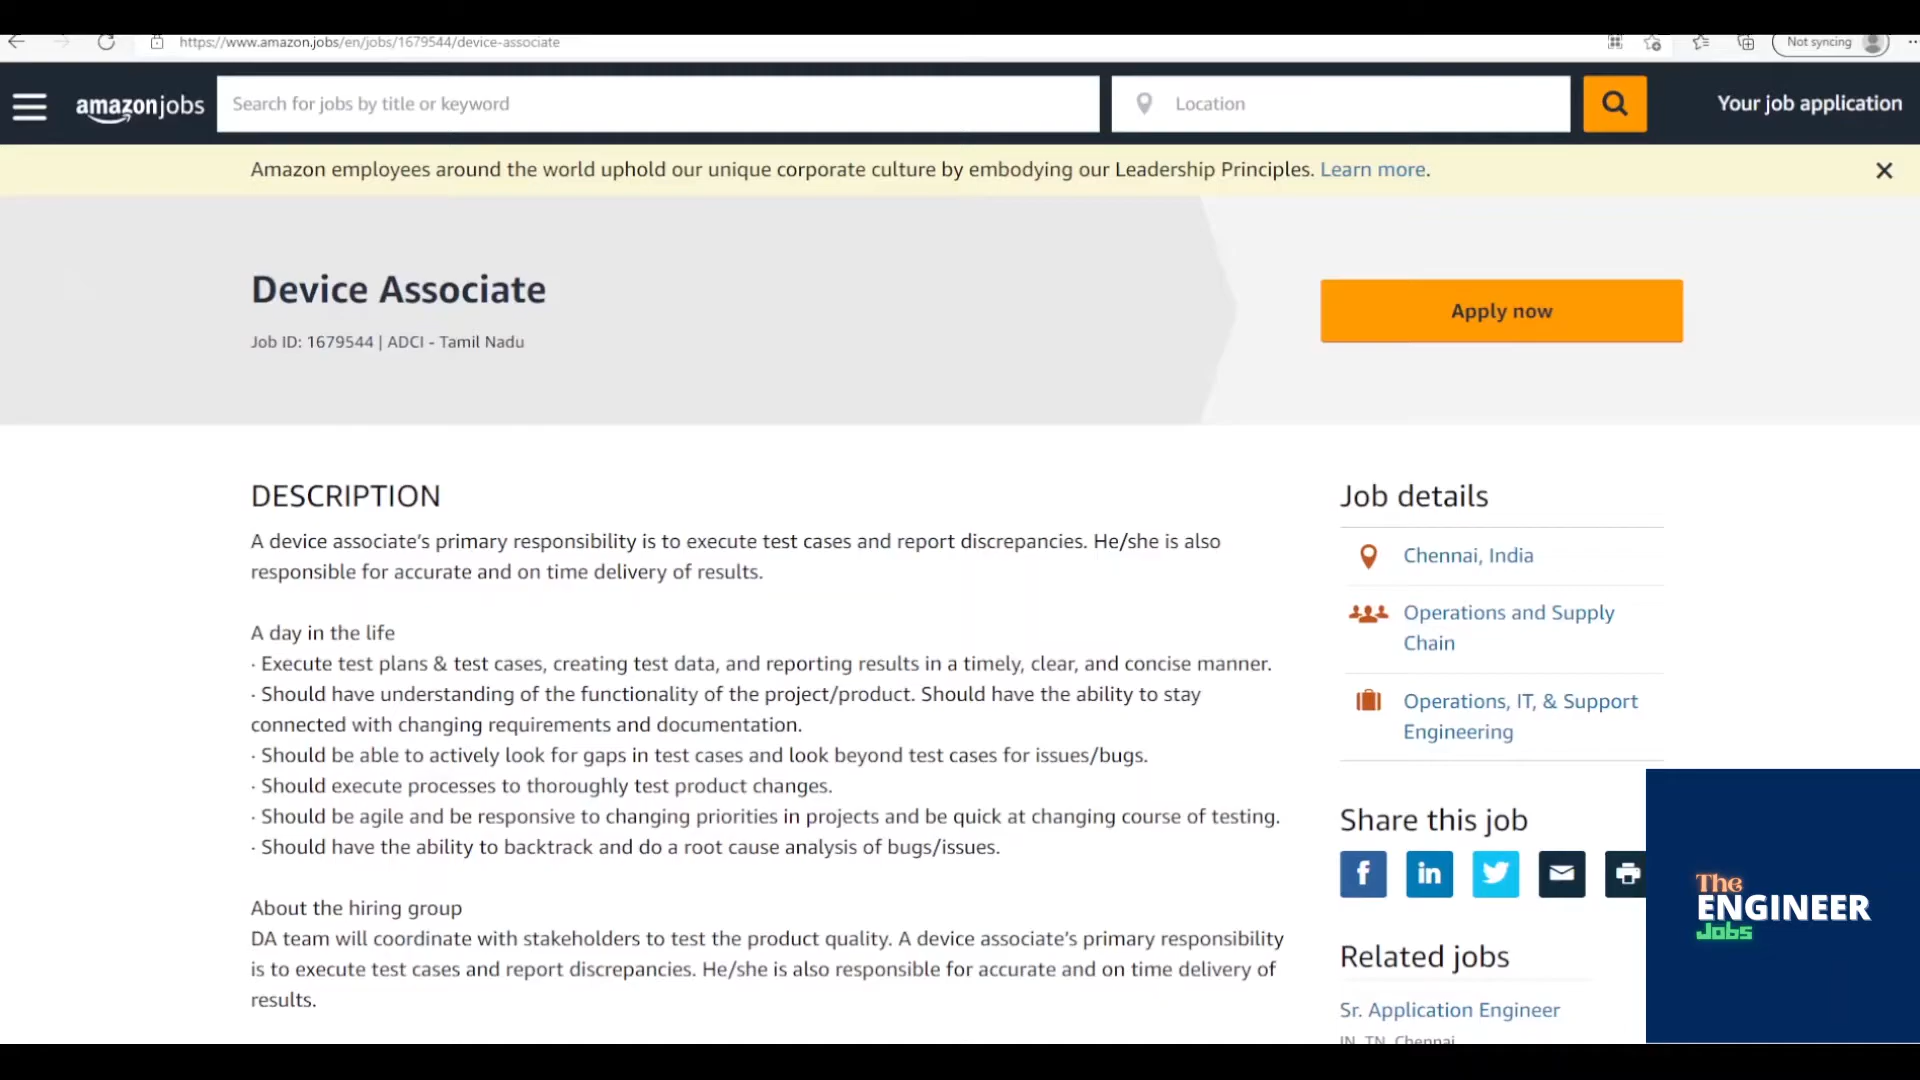 https://www.amazon.jobs/en/jobs/1679544/device-associate
Not syncing
amazonjobs
Search for jobs by title or keyword
Location
Your job application
Amazon employees around the world uphold our unique corporate culture by embodying our Leadership Principles. Learn more.
Device Associate
Job ID: 1679544 | ADCI - Tamil Nadu
Apply now
DESCRIPTION
A device associate's primary responsibility is to execute test cases and report discrepancies. He/she is also
responsible for accurate and on time delivery of results.
A day in the life
· Execute test plans & test cases, creating test data, and reporting results in a timely, clear, and concise manner.
· Should have understanding of the functionality of the project/product. Should have the ability to stay
connected with changing requirements and documentation.
· Should be able to actively look for gaps in test cases and look beyond test cases for issues/bugs.
· Should execute processes to thoroughly test product changes.
· Should be agile and be responsive to changing priorities in projects and be quick at changing course of testing.
· Should have the ability to backtrack and do a root cause analysis of bugs/issues.
About the hiring group
DA team will coordinate with stakeholders to test the product quality. A device associate's primary responsibility
is to execute test cases and report discrepancies. He/she is also responsible for accurate and on time delivery of
results.
Job details
Chennai, India
Operations and Supply
Chain
Operations, IT, & Support
Engineering
Share this job
Related jobs
Sr. Application Engineer
IN, TN, Chennai
The
ENGINEER
Jobs